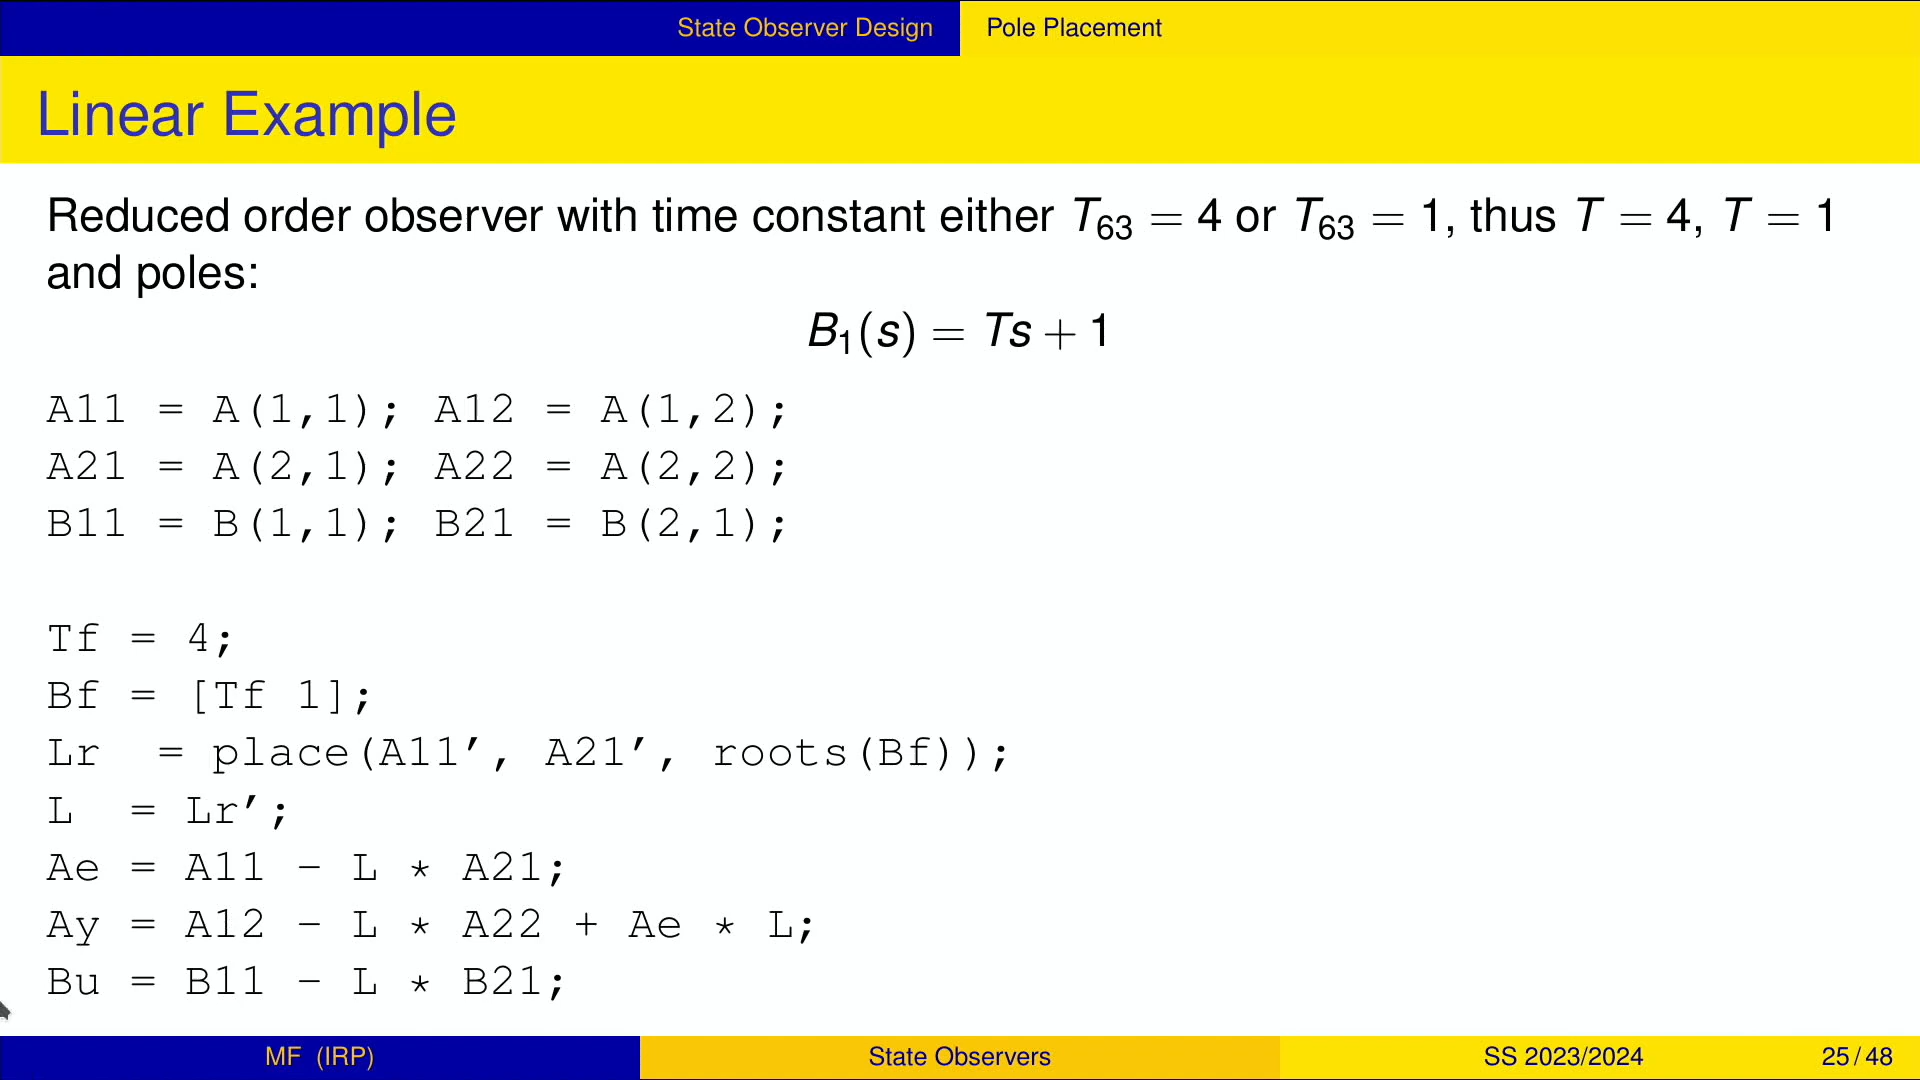 State Observer Design Pole Placement
Linear Example
Reduced order observer with time constant either T₆₃ = 4 or T₆₃ = 1, thus T = 4, T = 1
and poles:
B₁(s) = Ts + 1
A11 = A(1,1); A12 = A(1,2);
A21 = A(2,1); A22 = A(2,2);
B11 = B(1,1); B21 = B(2,1);
Tf = 4;
Bf = [Tf 1];
Lr = place(A11’, A21’, roots(Bf));
L = Lr’;
Ae = A11 - L * A21;
Ay = A12 - L * A22 + Ae * L;
Bu = B11 - L * B21;
MF (IRP) State Observers SS 2023/2024 25 / 48